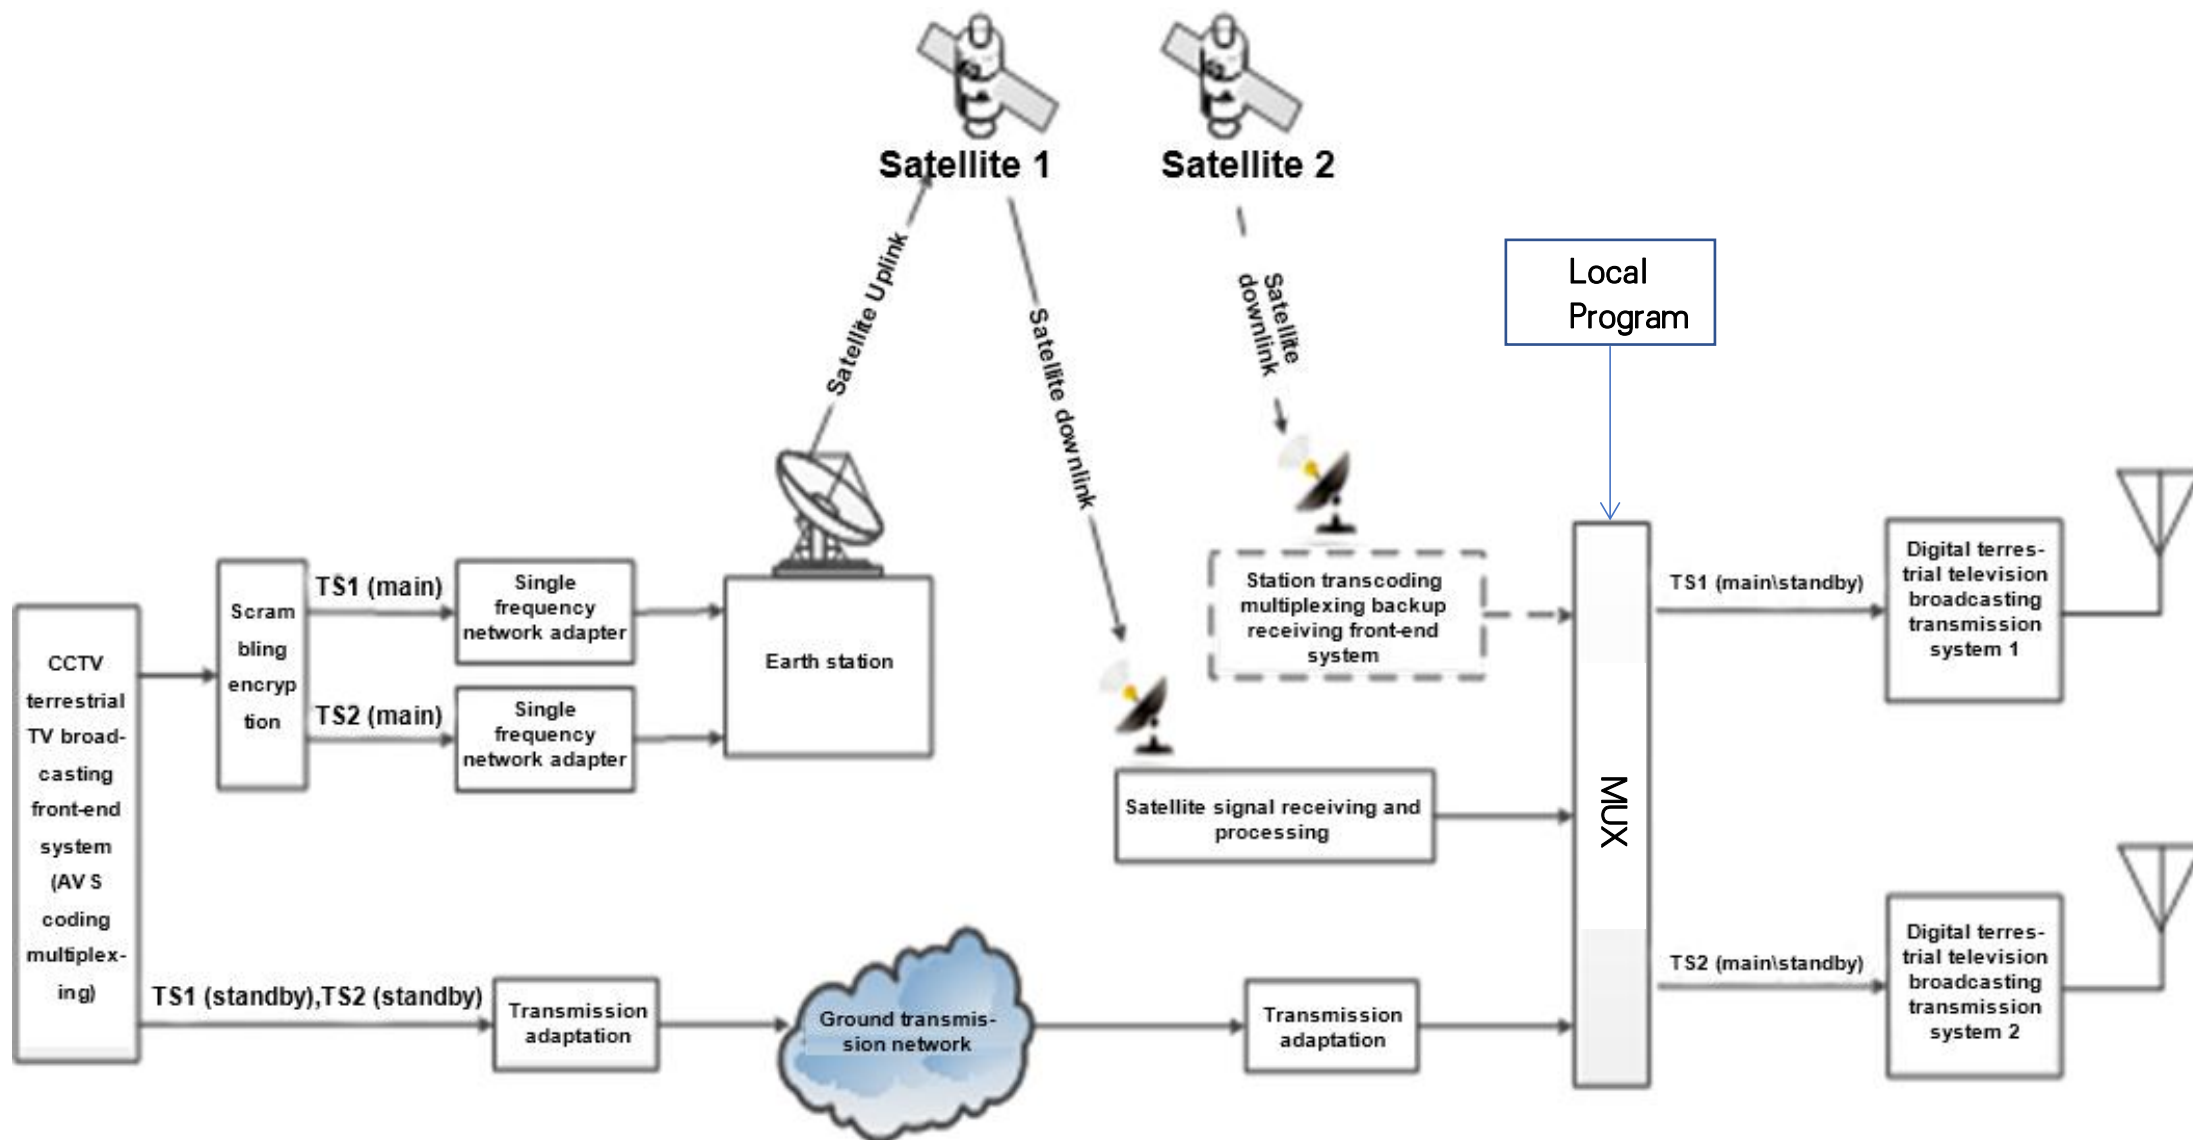 Satellite 1
Satellite 2
Satellite Uplink
Satellite downlink
Satellite
downlink
Local
Program
CCTV
terrestrial
TV broad-
casting
front-end
system
(AV S
coding
multiplex-
ing)
Scram
bling
encryp
tion
TS1 (main)
TS2 (main)
Single
frequency
network adapter
Single
frequency
network adapter
Earth station
Station transcoding
multiplexing backup
receiving front-end
system
Satellite signal receiving and
processing
MUX
TS1 (main\standby)
Digital terres-
trial television
broadcasting
transmission
system 1
TS2 (main\standby)
Digital terres-
trial television
broadcasting
transmission
system 2
TS1 (standby),TS2 (standby)
Transmission
adaptation
Ground transmis-
sion network
Transmission
adaptation